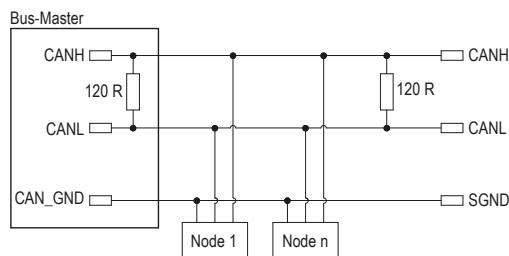 Bus-Master
CANH
CANH
120 R
120 R
CANL
CANL
CAN_GND
SGND
Node 1
Node n